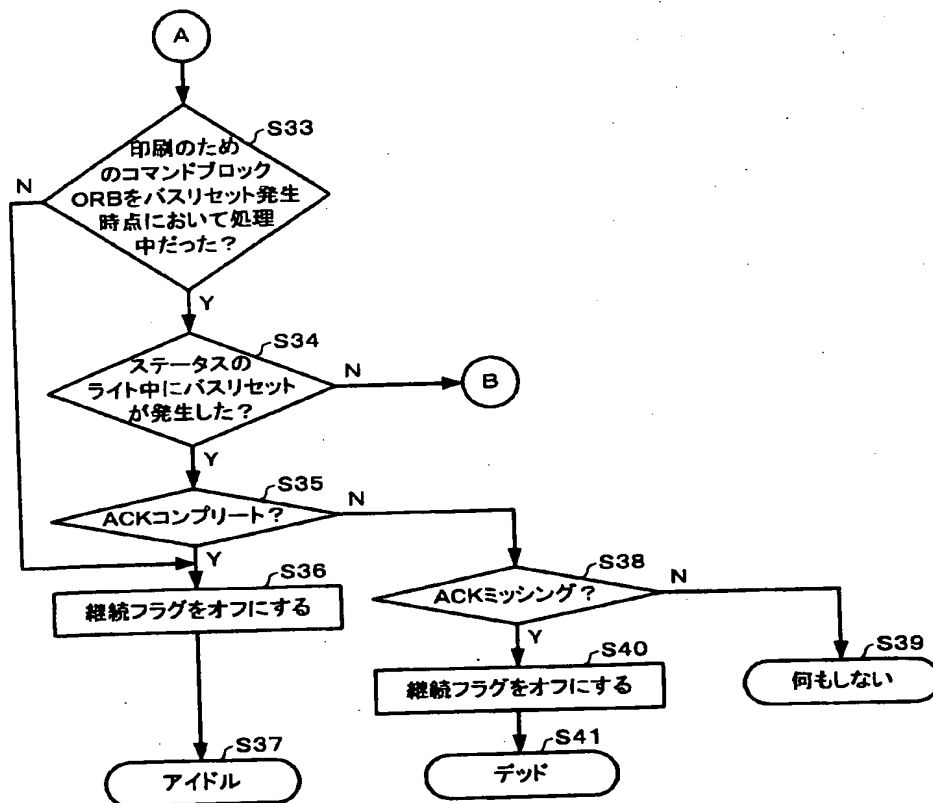 A
S33
印刷のため
のコマンドブロック
ORBをバスリセット発生
時点において処理
中だった?
N
Y
S34
ステータスの
ライト中にバスリセット
が発生した?
N
B
Y
S35
ACKコンプリート?
N
Y
S36
継続フラグをオフにする
S38
ACKミッシング?
N
Y
S39
何もしない
S40
継続フラグをオフにする
S37
アイドル
S41
デッド